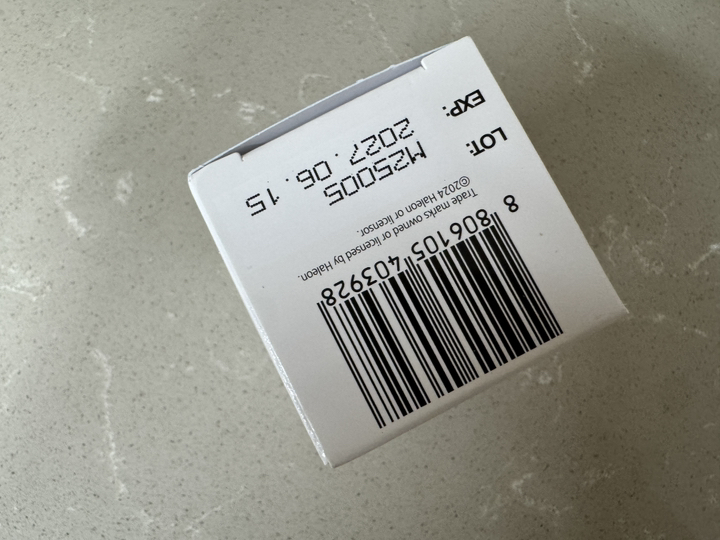 8 806105 403928
Trade marks owned or licensed by Haleon.
©2024 Haleon or licensor.
LOT: M25005
EXP: 2027.06.15